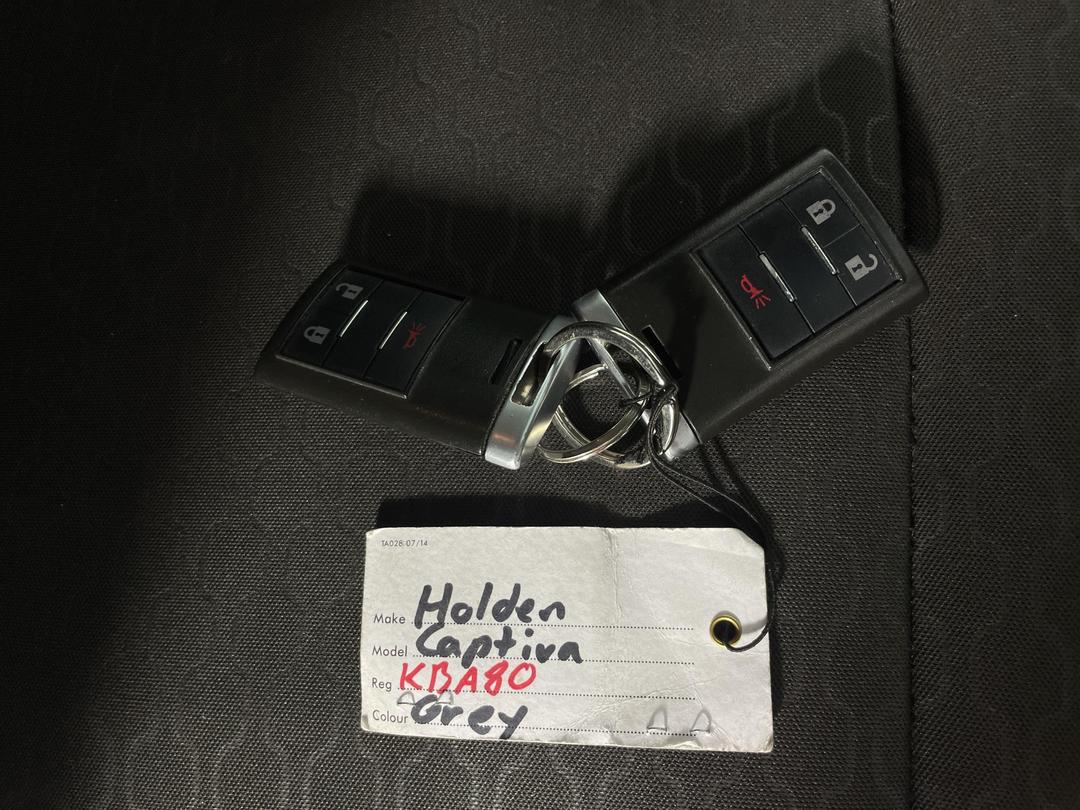 TA028 07/14
Make Holden
Model Captiva
Reg KBA80
Colour Grey